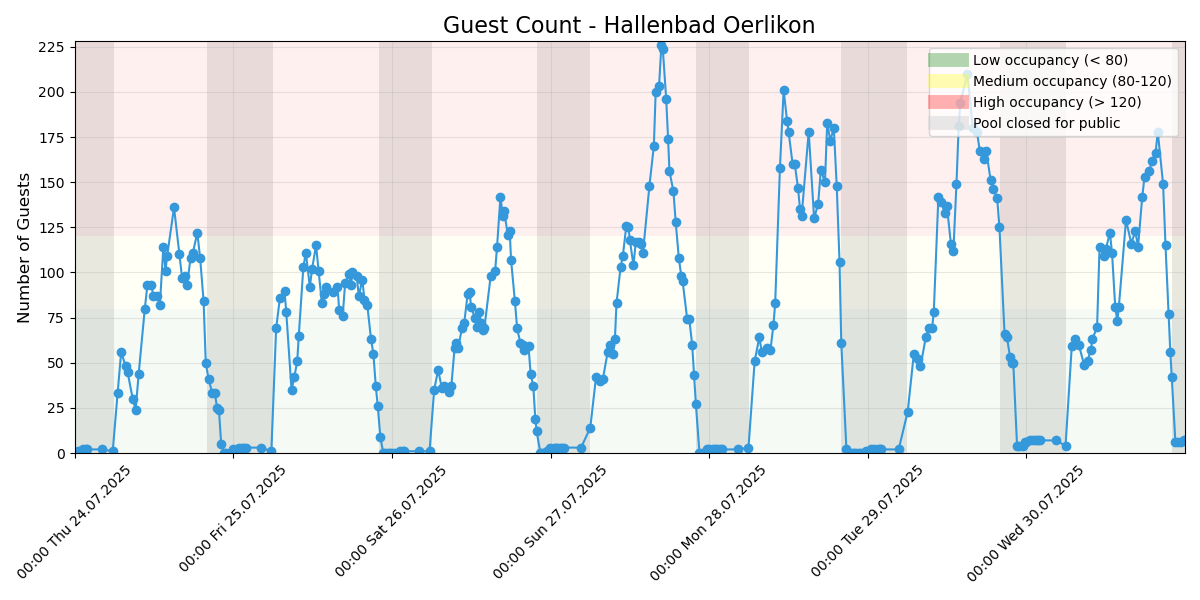 Guest Count - Hallenbad Oerlikon
Number of Guests
225
200
175
150
125
100
75
50
25
0
Low occupancy (< 80)
Medium occupancy (80-120)
High occupancy (> 120)
Pool closed for public
00:00 Thu 24.07.2025
00:00 Fri 25.07.2025
00:00 Sat 26.07.2025
00:00 Sun 27.07.2025
00:00 Mon 28.07.2025
00:00 Tue 29.07.2025
00:00 Wed 30.07.2025